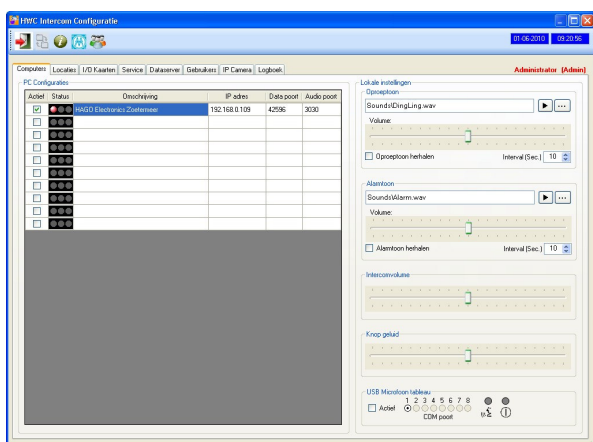 HWC Intercom Configuratie
01-06-2010 09:20:56
Computers Locaties I/O Kaarten Service Dataserver Gebruikers IP Camera Logboek
Administrator [Admin]
PC Configuraties
Actief Status Omschrijving IP adres Data poort Audio poort
HAGO Electronics Zoetermeer 192.168.0.109 42596 3030
Lokale instellingen
Oproeptoon
Sounds\DingLing.wav
Volume:
Oproeptoon herhalen Interval (Sec.) 10
Alarmtoon
Sounds\Alarm.wav
Volume:
Alarmtoon herhalen Interval (Sec.) 10
Intercomvolume
Knop geluid
USB Microfoon tableau
1 2 3 4 5 6 7 8
Actief
COM poort